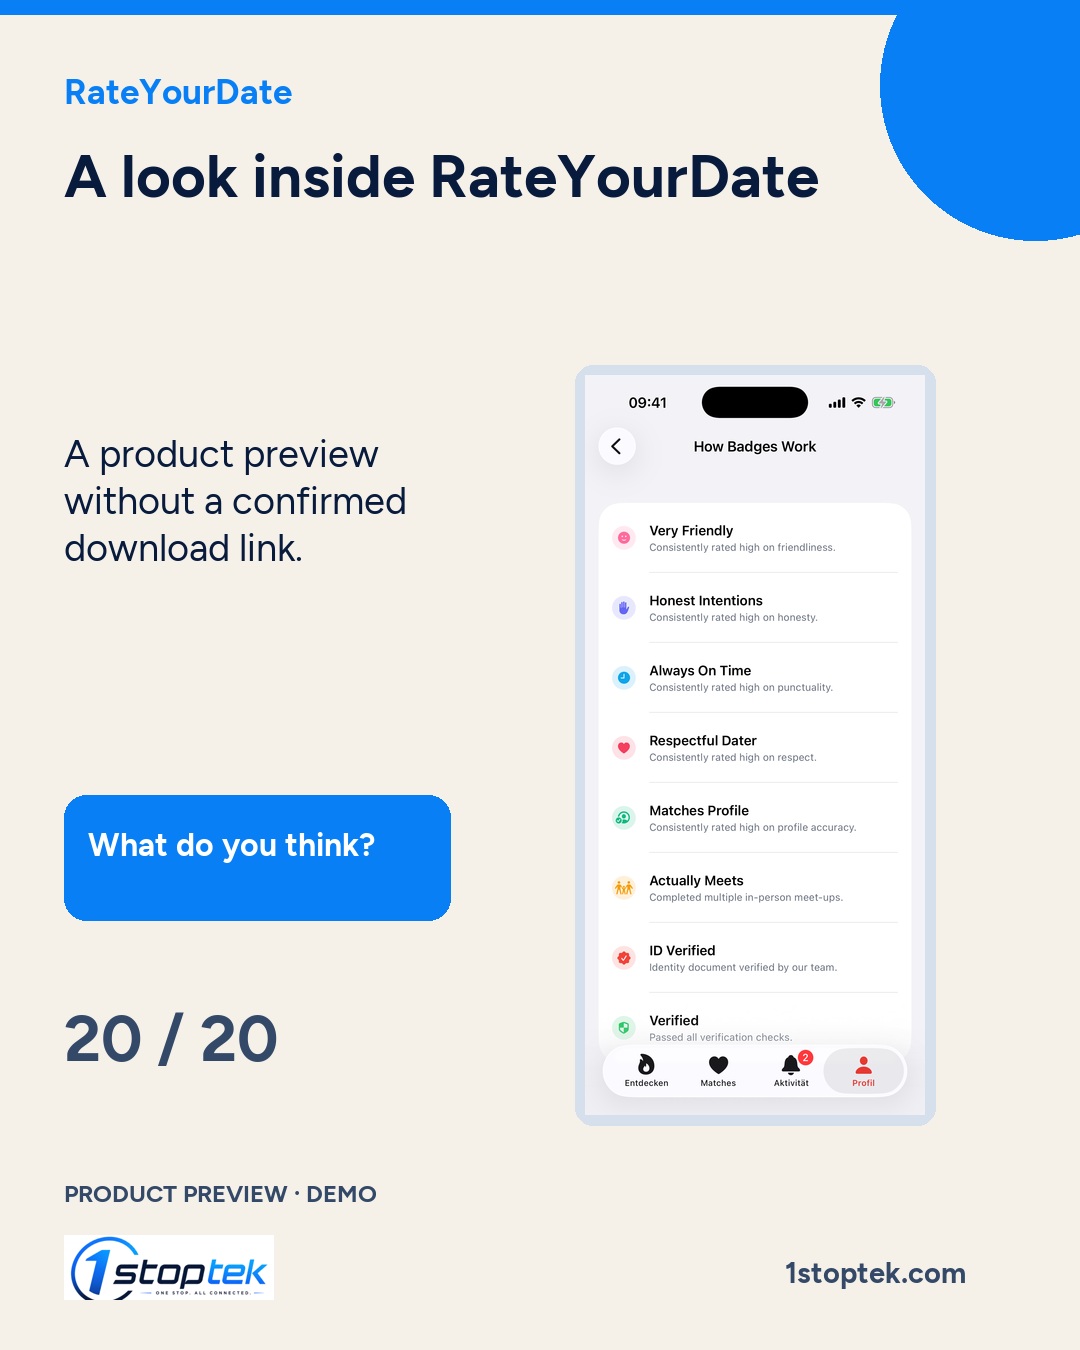 RateYourDate
A look inside RateYourDate
A product preview
without a confirmed
download link.
What do you think?
20 / 20
09:41
How Badges Work
Very Friendly
Consistently rated high on friendliness.
Honest Intentions
Consistently rated high on honesty.
Always On Time
Consistently rated high on punctuality.
Respectful Dater
Consistently rated high on respect.
Matches Profile
Consistently rated high on profile accuracy.
Actually Meets
Completed multiple in-person meet-ups.
ID Verified
Identity document verified by our team.
Verified
Passed all verification checks.
2
Entdecken Matches Aktivität Profil
PRODUCT PREVIEW · DEMO
1stoptek
ONE STOP. ALL CONNECTED.
1stoptek.com